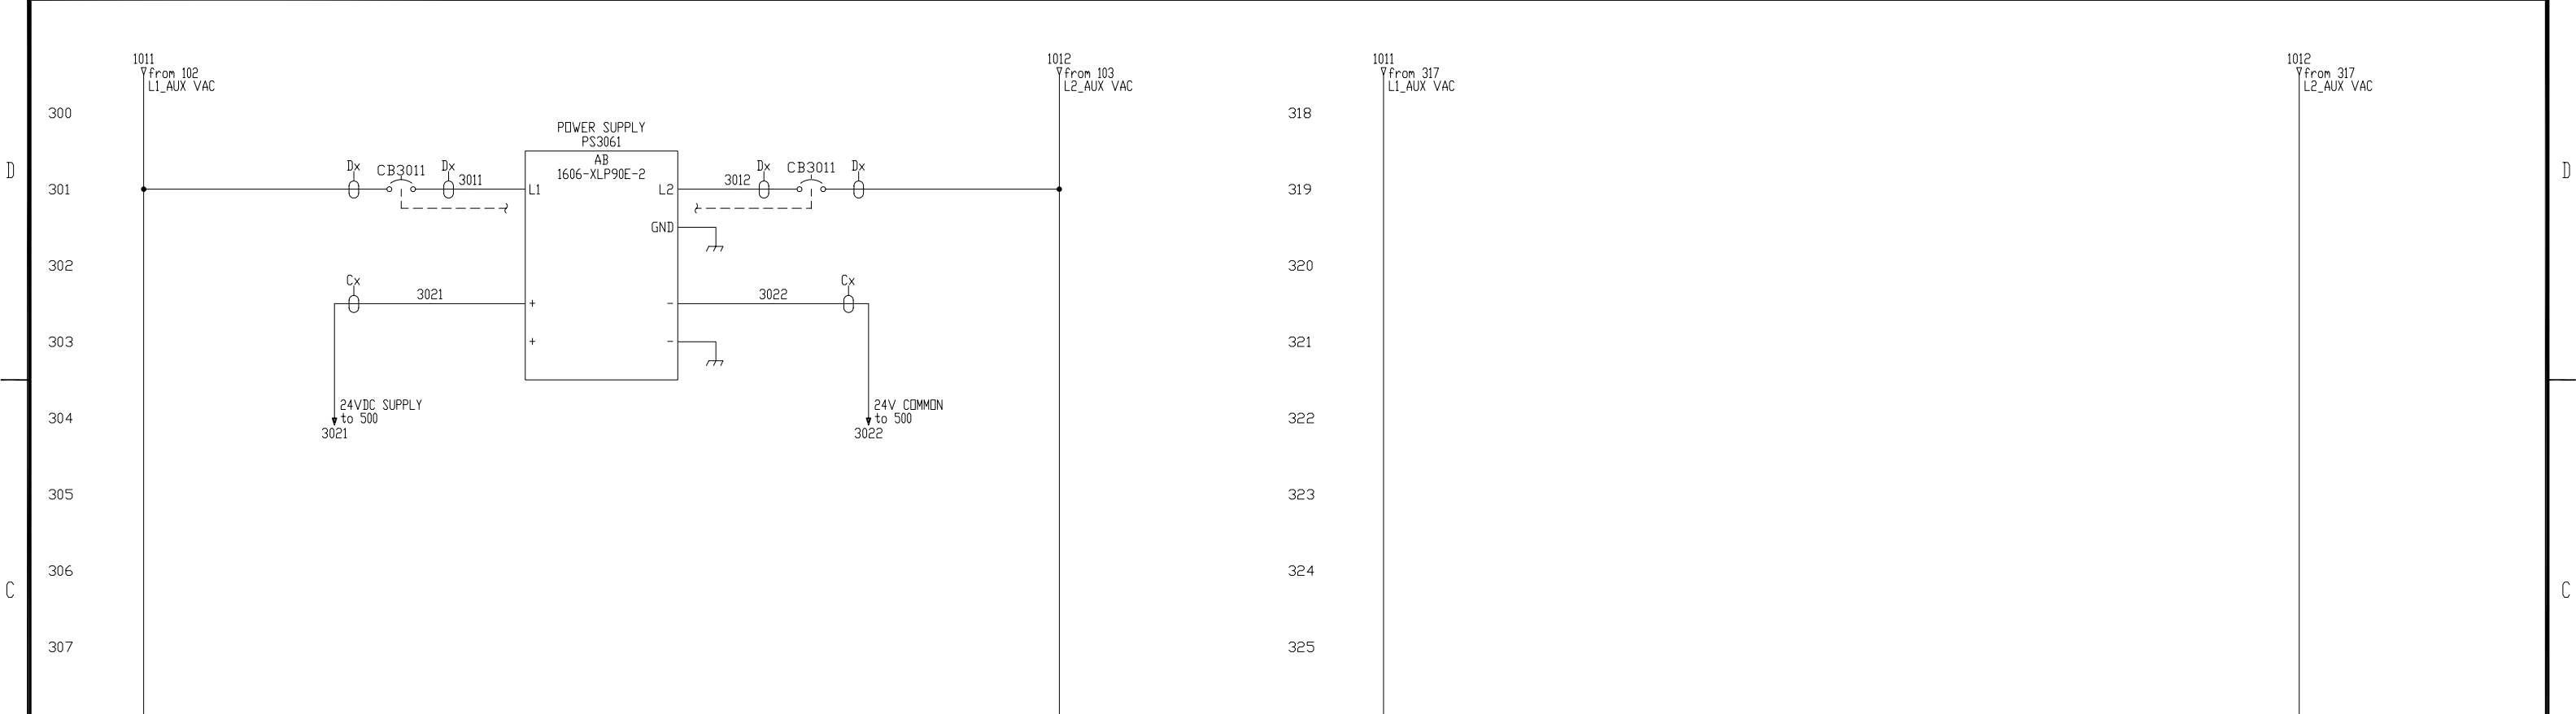 1011
from 102
L1_AUX VAC
1012
from 103
L2_AUX VAC
1011
from 317
L1_AUX VAC
1012
from 317
L2_AUX VAC
300
318
POWER SUPPLY
PS3061
AB
1606-XLP90E-2
D
D
301
Dx
CB3011
Dx
3011
L1
L2
3012
Dx
CB3011
Dx
319
GND
302
320
Cx
3021
+
-
3022
Cx
303
+
-
321
304
24VDC SUPPLY
to 500
3021
24V COMMON
to 500
3022
322
305
323
306
324
C
C
307
325